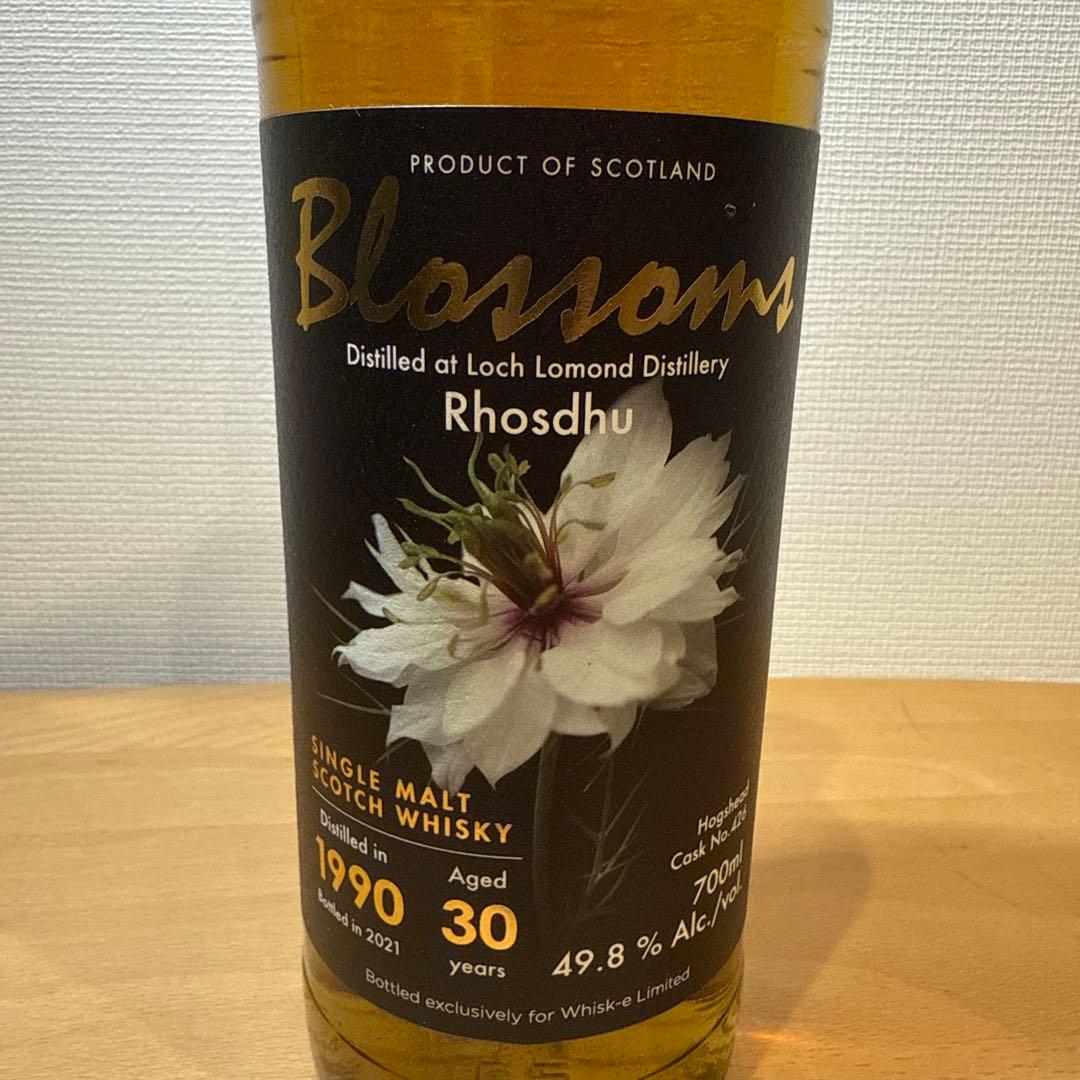 PRODUCT OF SCOTLAND
Blossoms
Distilled at Loch Lomond Distillery
Rhosdhu
SINGLE MALT
SCOTCH WHISKY
Distilled in
1990
Bottled in 2021
Aged
30
years
Hogshead
Cask No.426
700ml
49.8 % Alc./vol.
Bottled exclusively for Whisk-e Limited